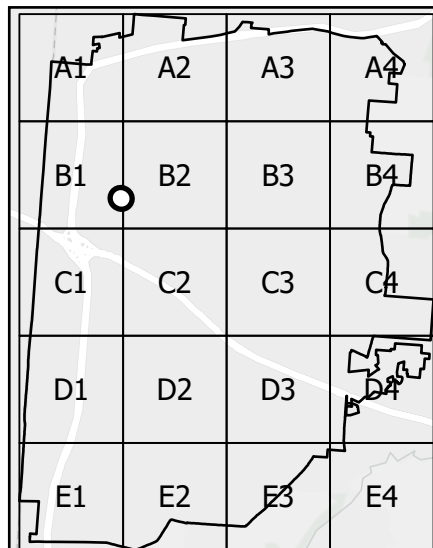 A1 A2 A3 A4
B1 B2 B3 B4
C1 C2 C3 C4
D1 D2 D3 D4
E1 E2 E3 E4